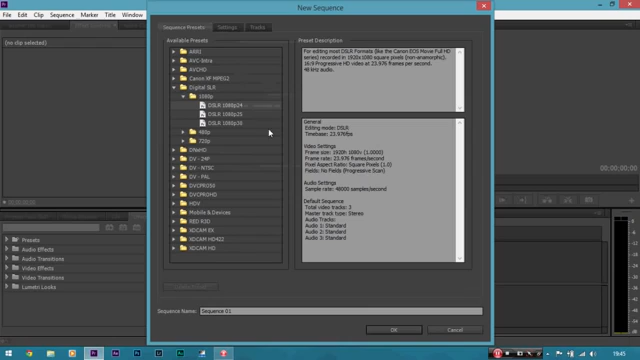 New Sequence
File Edit Clip Sequence Marker Title Window
(no clip selected)
Sequence Presets Settings Tracks
Available Presets
ARRI
AVC-Intra
AVCHD
Canon XF MPEG2
Digital SLR
1080p
DSLR 1080p24
DSLR 1080p25
DSLR 1080p30
480p
720p
DNxHD
DV - 24P
DV - NTSC
DV - PAL
DVCPRO50
DVCPROHD
HDV
Mobile & Devices
RED R3D
XDCAM EX
XDCAM HD422
XDCAM HD
Preset Description
For editing most DSLR Formats (like the Canon EOS Movie Full HD
series) recorded in 1920x1080 square pixels (non-anamorphic).
16:9 Progressive HD video at 23.976 frames per second.
48 kHz audio.
General
Editing mode: DSLR
Timebase: 23.976fps
Video Settings
Frame size: 1920h 1080v (1.0000)
Frame rate: 23.976 frames/second
Pixel Aspect Ratio: Square Pixels (1.0)
Fields: No Fields (Progressive Scan)
Audio Settings
Sample rate: 48000 samples/second
Default Sequence
Total video tracks: 3
Master track type: Stereo
Audio Tracks:
Audio 1: Standard
Audio 2: Standard
Audio 3: Standard
00:00:00:00
Presets
Audio Effects
Audio Transitions
Video Effects
Video Transitions
Lumetri Looks
Sequence Name: Sequence 01
OK Cancel
19:45